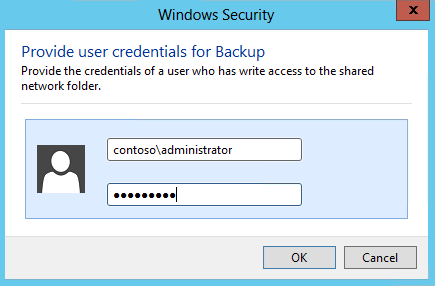 Windows Security
x
Provide user credentials for Backup
Provide the credentials of a user who has write access to the shared
network folder.
contoso\administrator
●●●●●●●●●
OK
Cancel